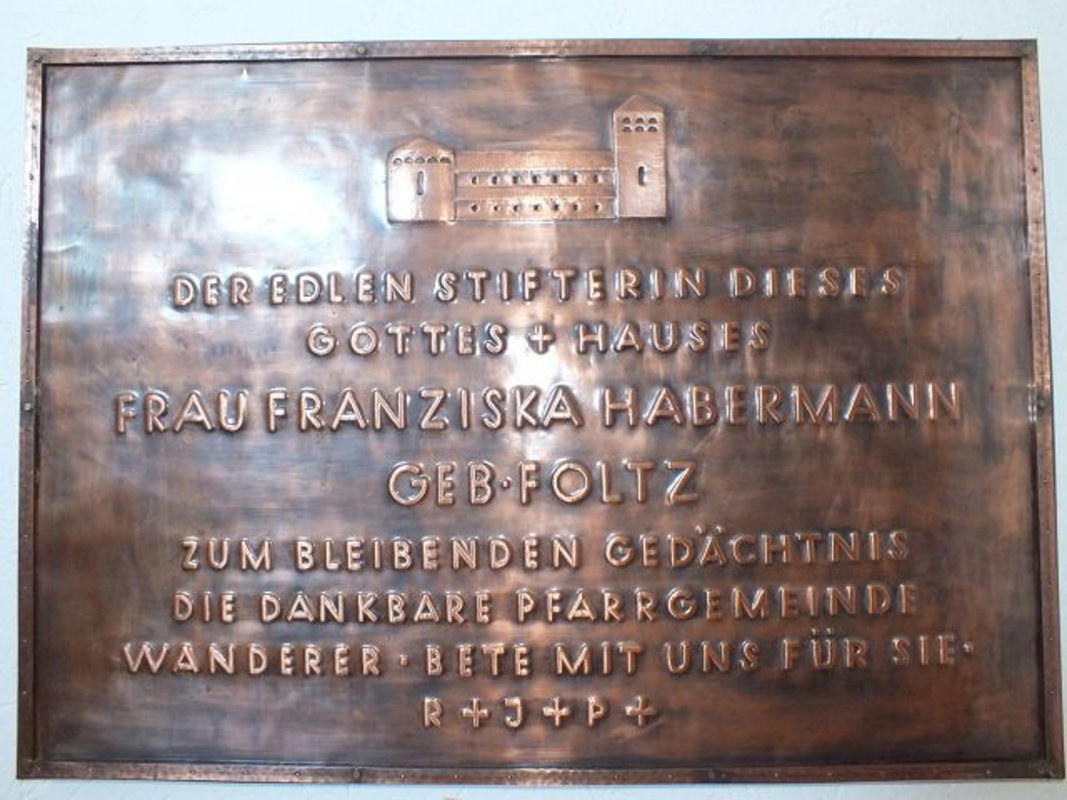 DER EDLEN STIFTERIN DIESES
GOTTES + HAUSES
FRAU FRANZISKA HABERMANN
GEB·FOLTZ
ZUM BLEIBENDEN GEDÄCHTNIS
DIE DANKBARE PFARRGEMEINDE
WANDERER · BETE MIT UNS FÜR SIE·
R + J + P +